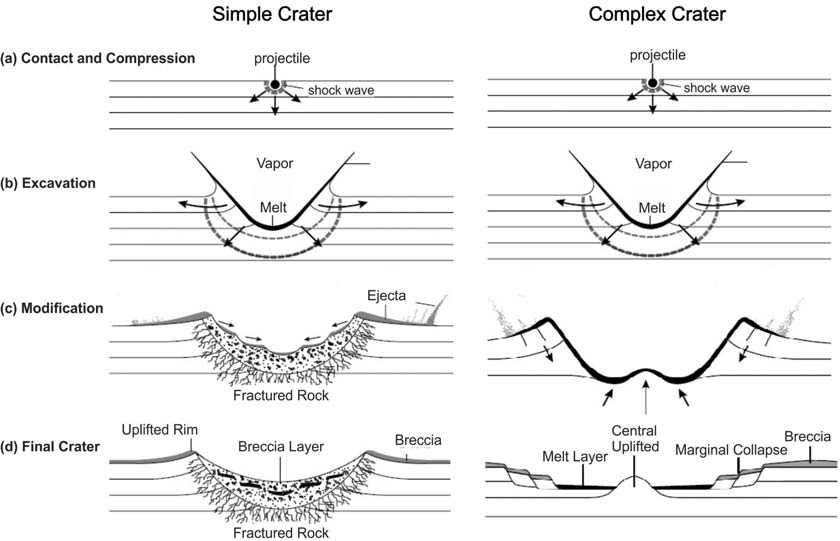 Simple Crater
Complex Crater
(a) Contact and Compression
projectile
shock wave
projectile
shock wave
(b) Excavation
Vapor
Melt
Vapor
Melt
(c) Modification
Ejecta
Fractured Rock
(d) Final Crater
Uplifted Rim
Breccia Layer
Breccia
Fractured Rock
Melt Layer
Central
Uplifted
Marginal Collapse
Breccia